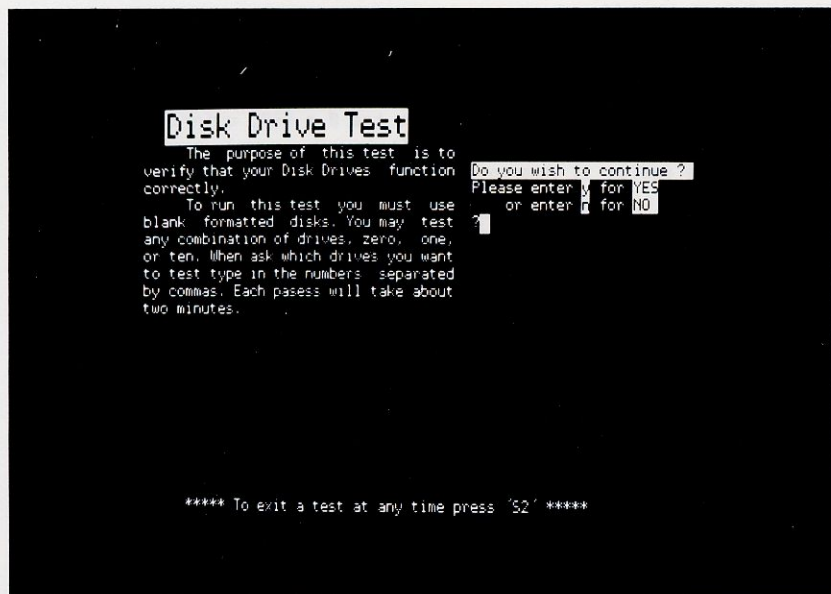 Disk Drive Test
The purpose of this test is to
verify that your Disk Drives function
correctly.
To run this test you must use
blank formatted disks. You may test
any combination of drives, zero, one,
or ten. When ask which drives you want
to test type in the numbers separated
by commas. Each pasess will take about
two minutes.
Do you wish to continue ?
Please enter y for YES
or enter n for NO
?
***** To exit a test at any time press ´S2´ *****